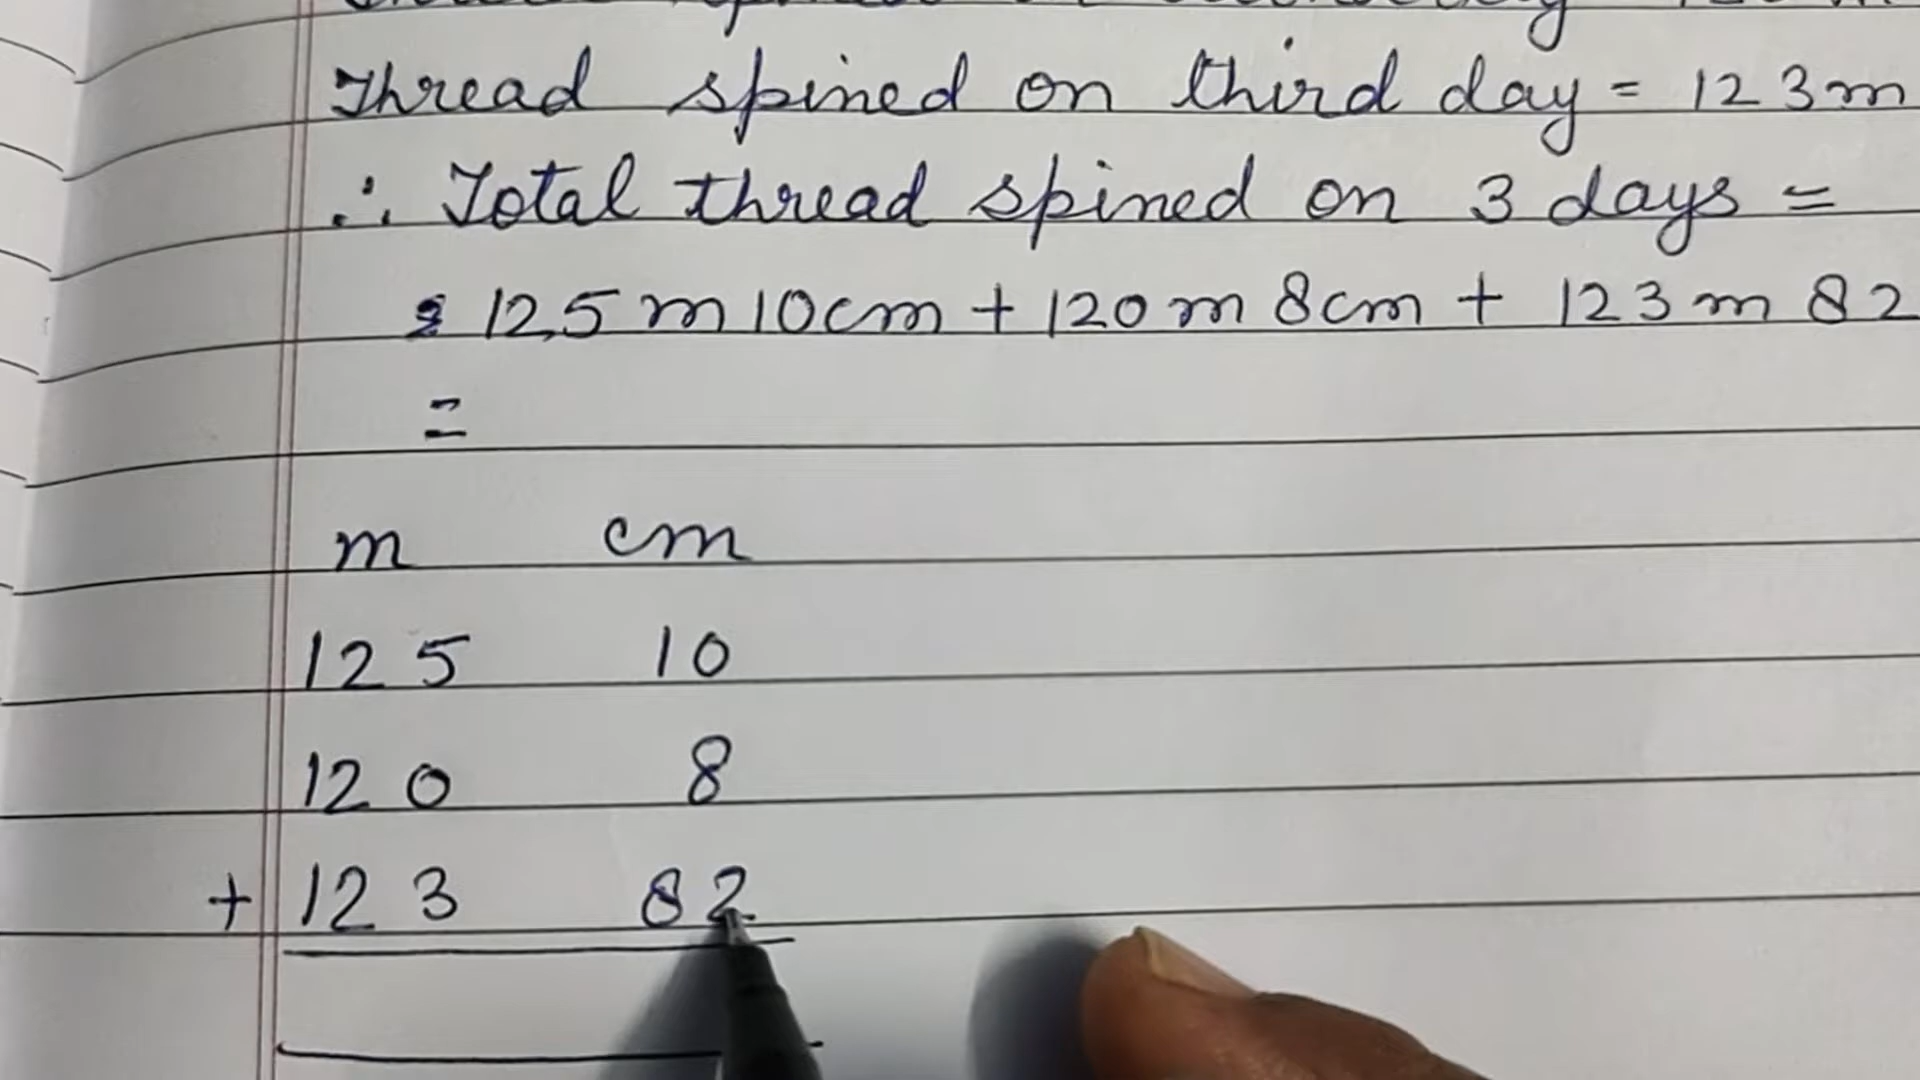 Thread spined on third day = 123m
∴ Total thread spined on 3 days =
= 125 m 10cm + 120 m 8cm + 123 m 82
=
m cm
125 10
120 8
+ 123 82